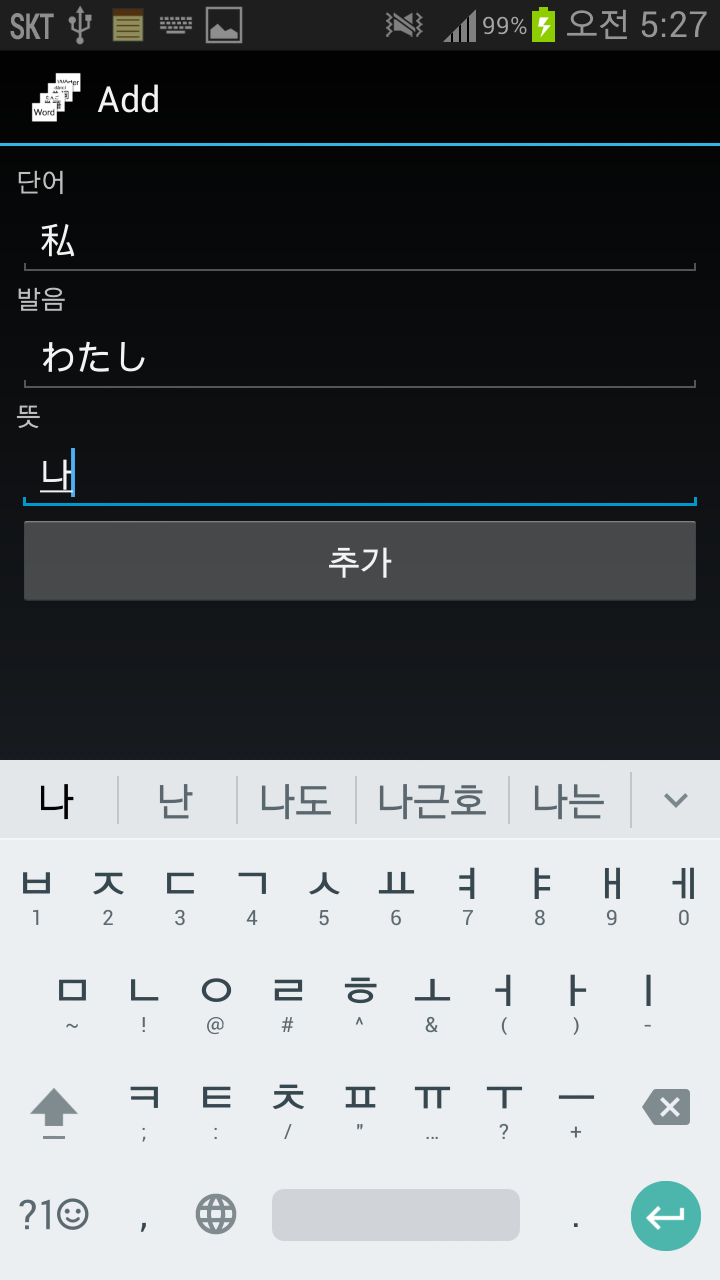 SKT 99% 오전 5:27
Word Add
단어
私
발음
わたし
뜻
나
추가
나 난 나도 나근호 나는
ㅂ ㅈ ㄷ ㄱ ㅅ ㅛ ㅕ ㅑ ㅐ ㅔ
1 2 3 4 5 6 7 8 9 0
ㅁ ㄴ ㅇ ㄹ ㅎ ㅗ ㅓ ㅏ ㅣ
~ ! @ # ^ & ( ) -
ㅋ ㅌ ㅊ ㅍ ㅠ ㅜ ㅡ
; : / " … ? +
?1☺ , .